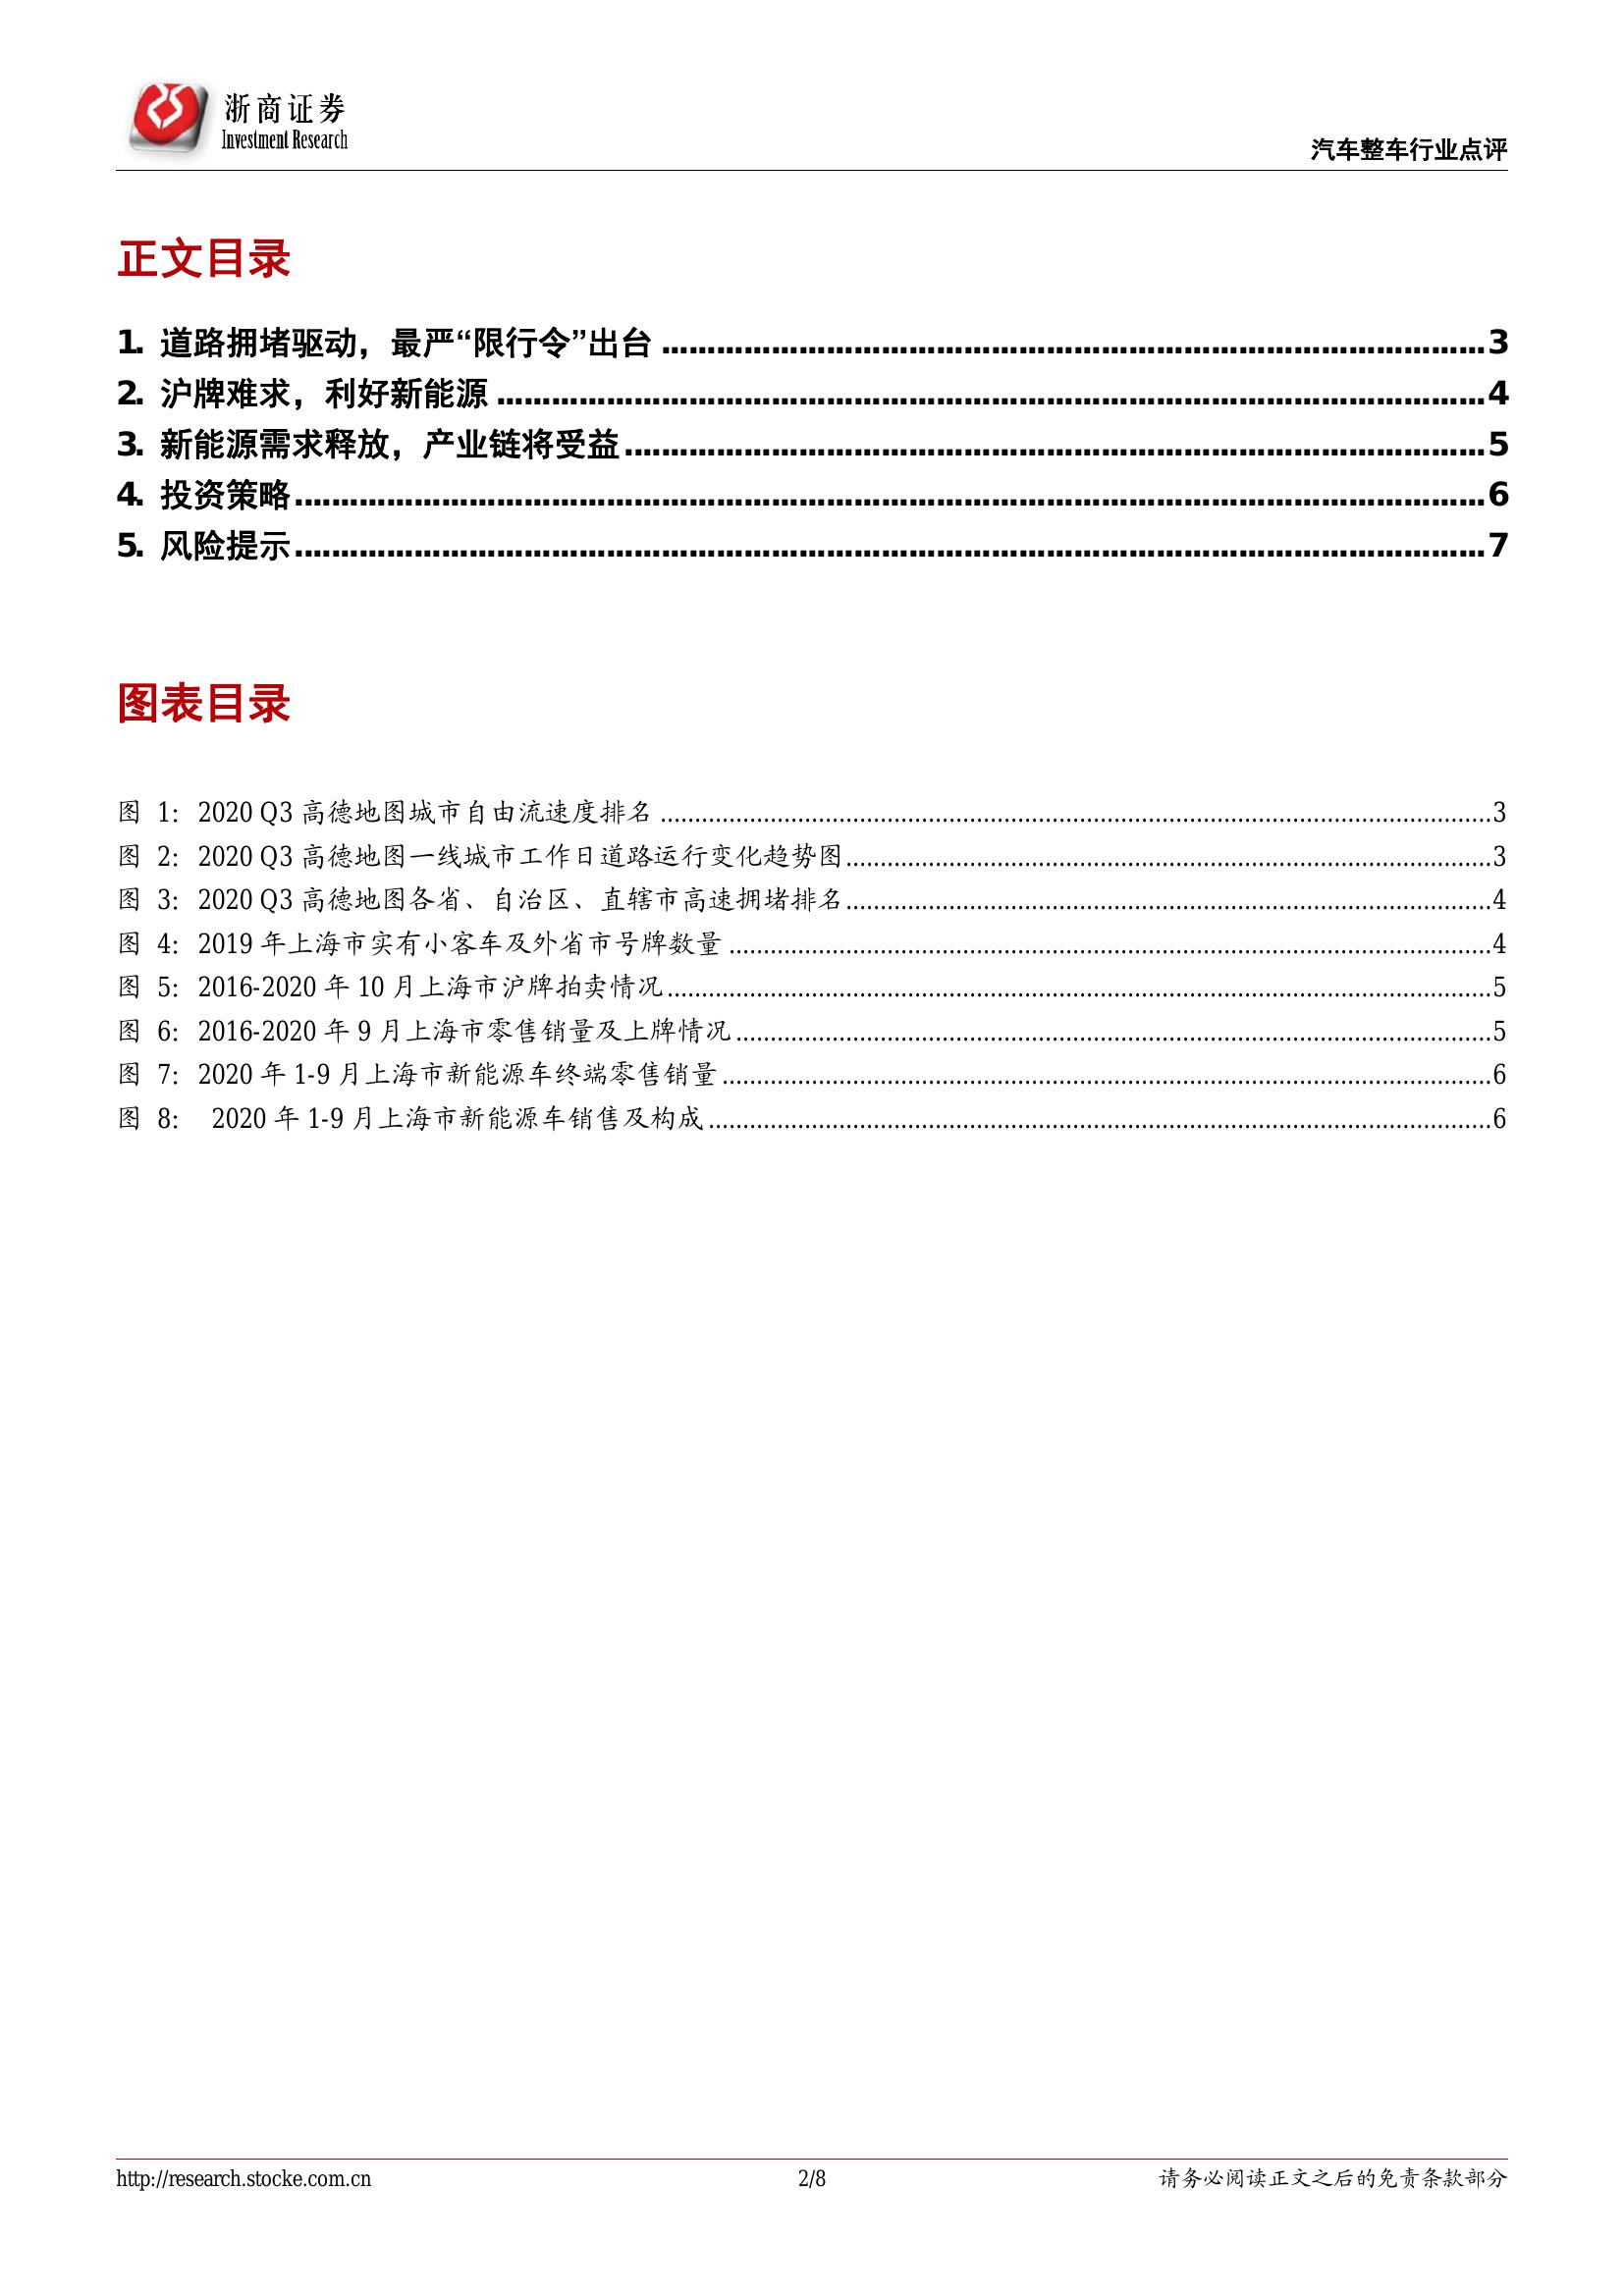 浙商证券
Investment Research
汽车整车行业点评
正文目录
1. 道路拥堵驱动，最严“限行令”出台 3
2. 沪牌难求，利好新能源 4
3. 新能源需求释放，产业链将受益 5
4. 投资策略 6
5. 风险提示 7
图表目录
图 1: 2020 Q3 高德地图城市自由流速度排名 3
图 2: 2020 Q3 高德地图一线城市工作日道路运行变化趋势图 3
图 3: 2020 Q3 高德地图各省、自治区、直辖市高速拥堵排名 4
图 4: 2019 年上海市实有小客车及外省市号牌数量 4
图 5: 2016-2020 年 10 月上海市沪牌拍卖情况 5
图 6: 2016-2020 年 9 月上海市零售销量及上牌情况 5
图 7: 2020 年 1-9 月上海市新能源车终端零售销量 6
图 8: 2020 年 1-9 月上海市新能源车销售及构成 6
http://research.stocke.com.cn 2/8 请务必阅读正文之后的免责条款部分